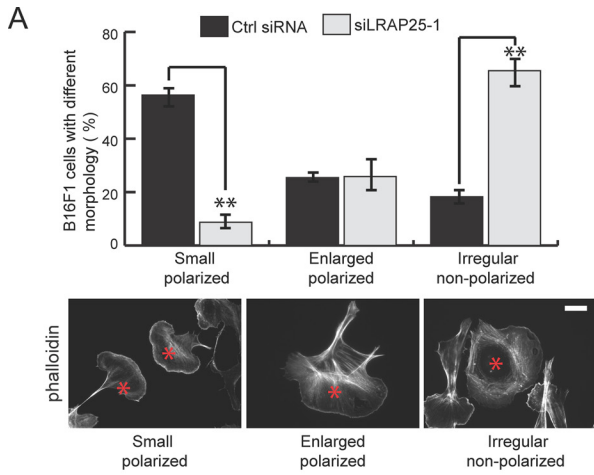 A
Ctrl siRNA
siLRAP25-1
B16F1 cells with different
morphology ( %)
80
60
40
20
0
**
**
Small
polarized
Enlarged
polarized
Irregular
non-polarized
phalloidin
*
*
*
*
Small
polarized
Enlarged
polarized
Irregular
non-polarized